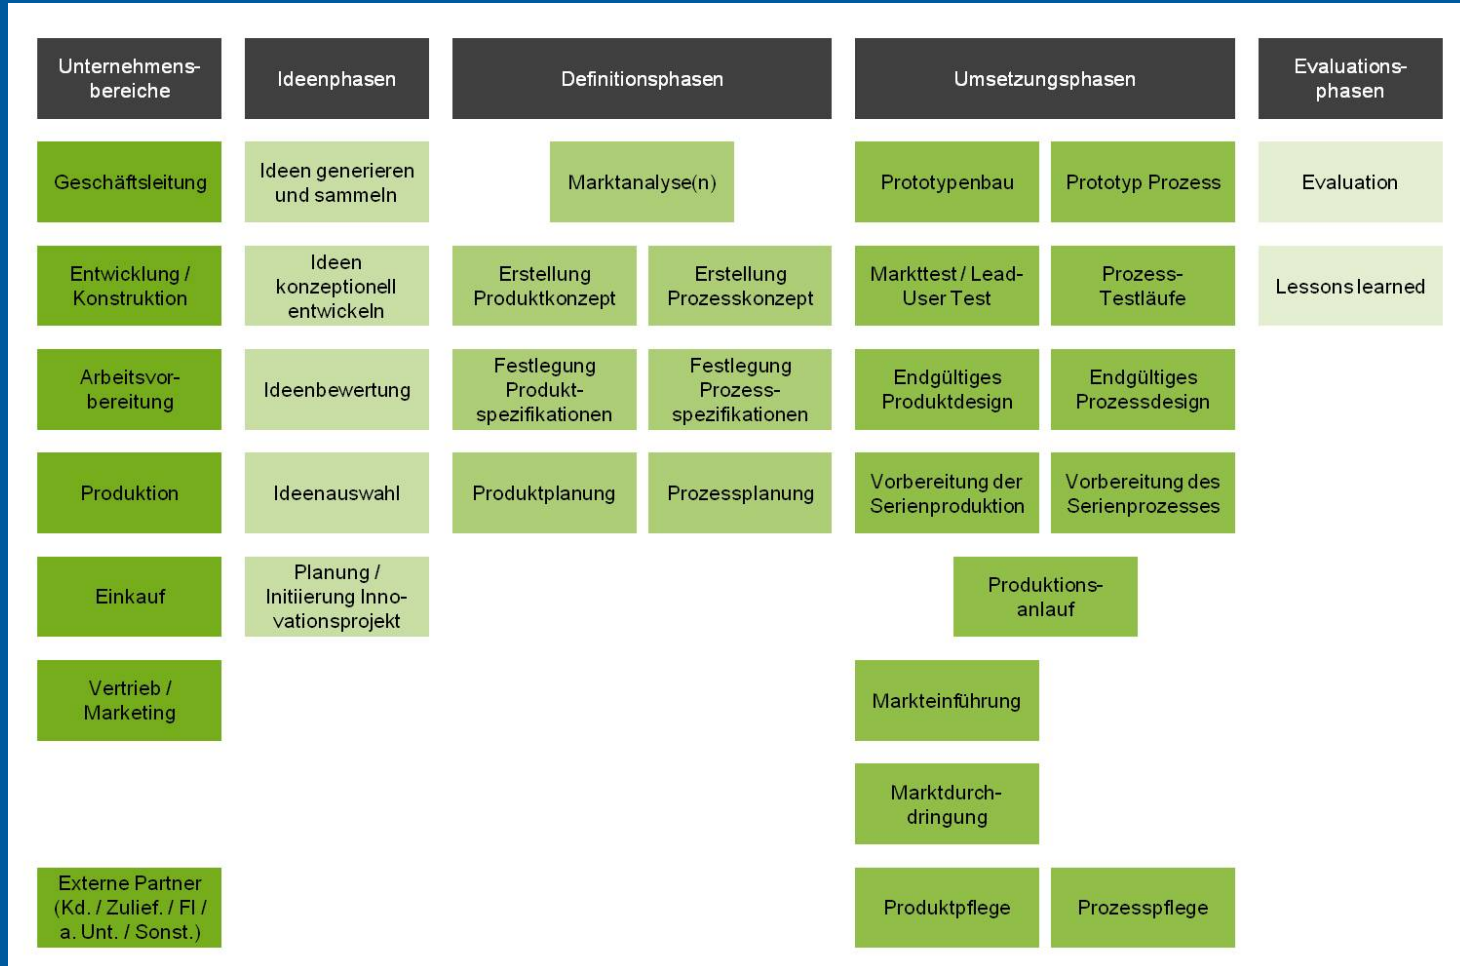 Unternehmens-
bereiche
Ideenphasen
Definitionsphasen
Umsetzungsphasen
Evaluations-
phasen
Geschäftsleitung
Ideen generieren
und sammeln
Marktanalyse(n)
Prototypenbau
Prototyp Prozess
Evaluation
Entwicklung /
Konstruktion
Ideen
konzeptionell
entwickeln
Erstellung
Produktkonzept
Erstellung
Prozesskonzept
Markttest / Lead-
User Test
Prozess-
Testläufe
Lessons learned
Arbeitsvor-
bereitung
Ideenbewertung
Festlegung
Produkt-
spezifikationen
Festlegung
Prozess-
spezifikationen
Endgültiges
Produktdesign
Endgültiges
Prozessdesign
Produktion
Ideenauswahl
Produktplanung
Prozessplanung
Vorbereitung der
Serienproduktion
Vorbereitung des
Serienprozesses
Einkauf
Planung /
Initiierung Inno-
vationsprojekt
Produktions-
anlauf
Vertrieb /
Marketing
Markteinführung
Marktdurch-
dringung
Externe Partner
(Kd. / Zulief. / FI /
a. Unt. / Sonst.)
Produktpflege
Prozesspflege